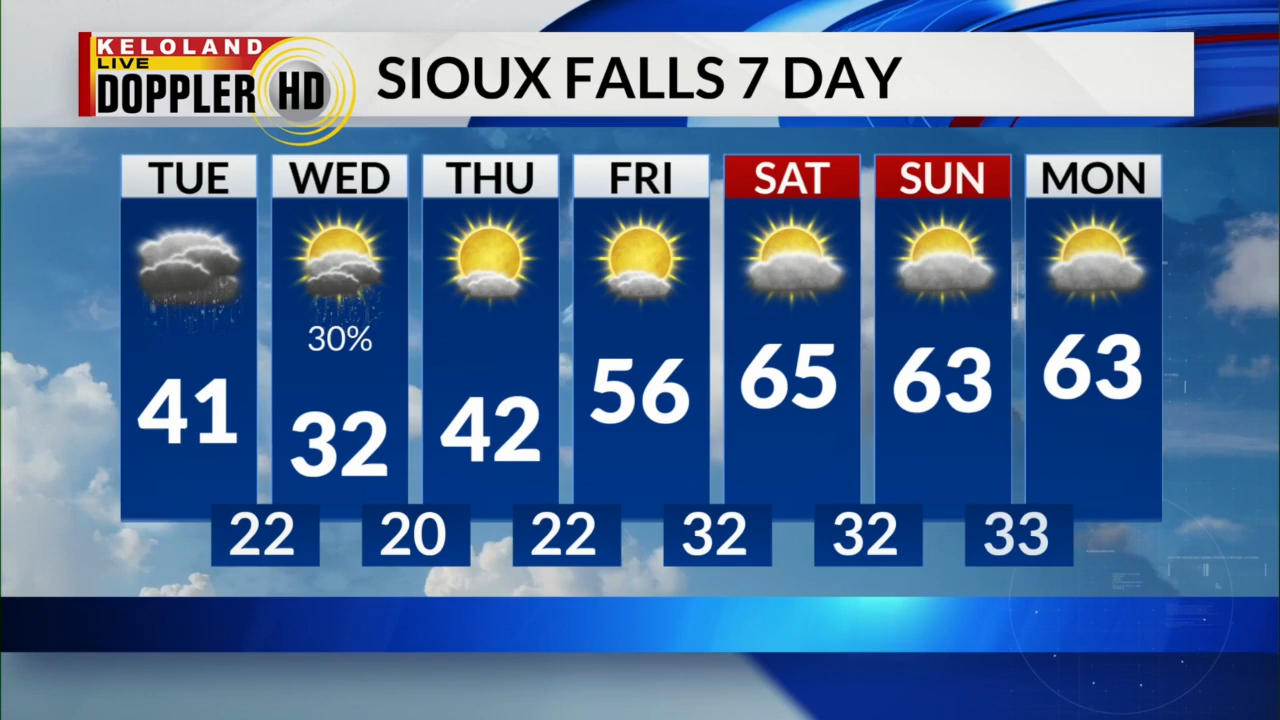 KELOLAND
LIVE
DOPPLER HD
SIOUX FALLS 7 DAY
TUE WED THU FRI SAT SUN MON
30%
41 32 42 56 65 63 63
22 20 22 32 32 33